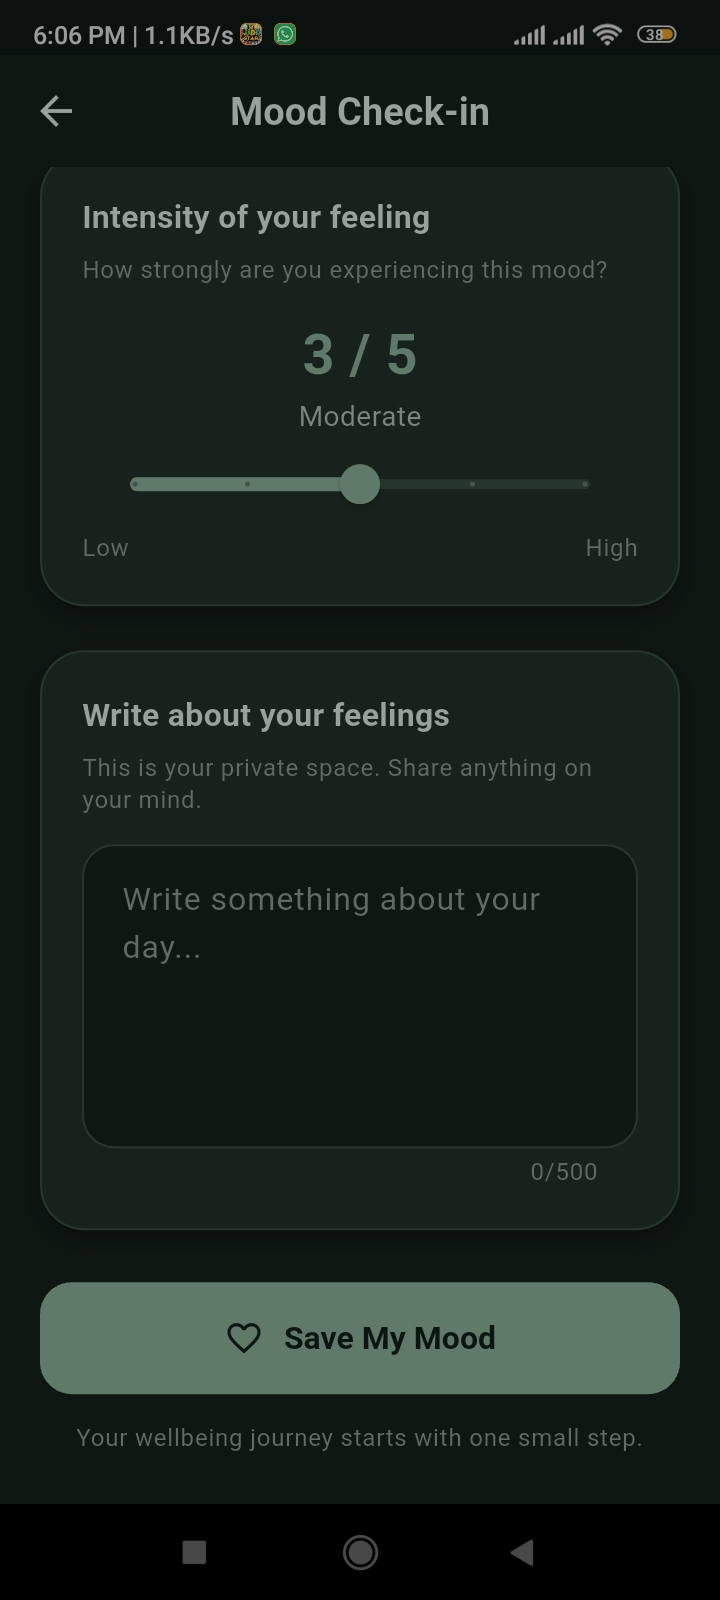 6:06 PM | 1.1KB/s
38
Mood Check-in
Intensity of your feeling
How strongly are you experiencing this mood?
3 / 5
Moderate
Low High
Write about your feelings
This is your private space. Share anything on
your mind.
Write something about your
day...
0/500
Save My Mood
Your wellbeing journey starts with one small step.